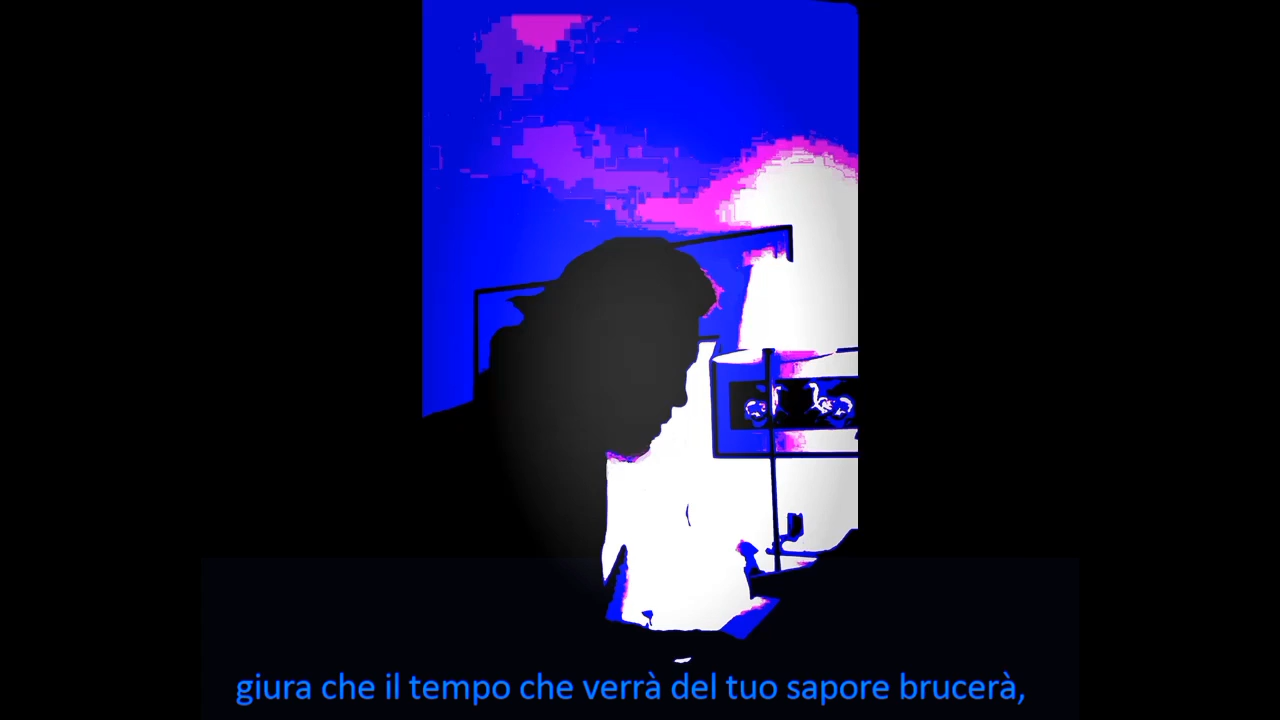 giura che il tempo che verrà del tuo sapore brucerà,